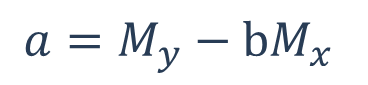 a = M_y − bM_x